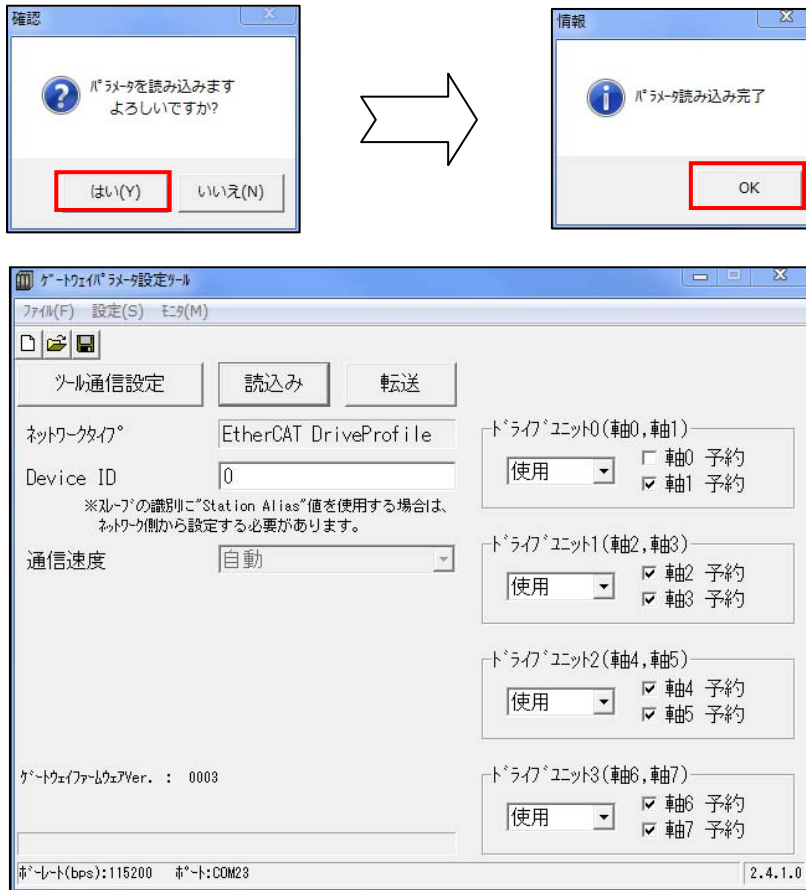 確認
ﾊﾟﾗﾒｰﾀを読み込みます
よろしいですか?
はい(Y)
いいえ(N)
情報
ﾊﾟﾗﾒｰﾀ読み込み完了
OK
ｹﾞｰﾄｳｪｲﾊﾟﾗﾒｰﾀ設定ﾂｰﾙ
ﾌｧｲﾙ(F) 設定(S) ﾓﾆﾀ(M)
ﾂｰﾙ通信設定 読込み 転送
ﾈｯﾄﾜｰｸﾀｲﾌﾟ EtherCAT DriveProfile
Device ID 0
※ｽﾚｰﾌﾞの識別に"Station Alias"値を使用する場合は、
ﾈｯﾄﾜｰｸ側から設定する必要があります。
通信速度 自動
ｹﾞｰﾄｳｪｲﾌｧｰﾑｳｪｱVer. : 0003
ﾄﾞﾗｲﾌﾞﾕﾆｯﾄ0(軸0,軸1)
使用
軸0 予約
軸1 予約
ﾄﾞﾗｲﾌﾞﾕﾆｯﾄ1(軸2,軸3)
使用
軸2 予約
軸3 予約
ﾄﾞﾗｲﾌﾞﾕﾆｯﾄ2(軸4,軸5)
使用
軸4 予約
軸5 予約
ﾄﾞﾗｲﾌﾞﾕﾆｯﾄ3(軸6,軸7)
使用
軸6 予約
軸7 予約
ﾎﾞｰﾚｰﾄ(bps):115200 ﾎﾟｰﾄ:COM23 2.4.1.0